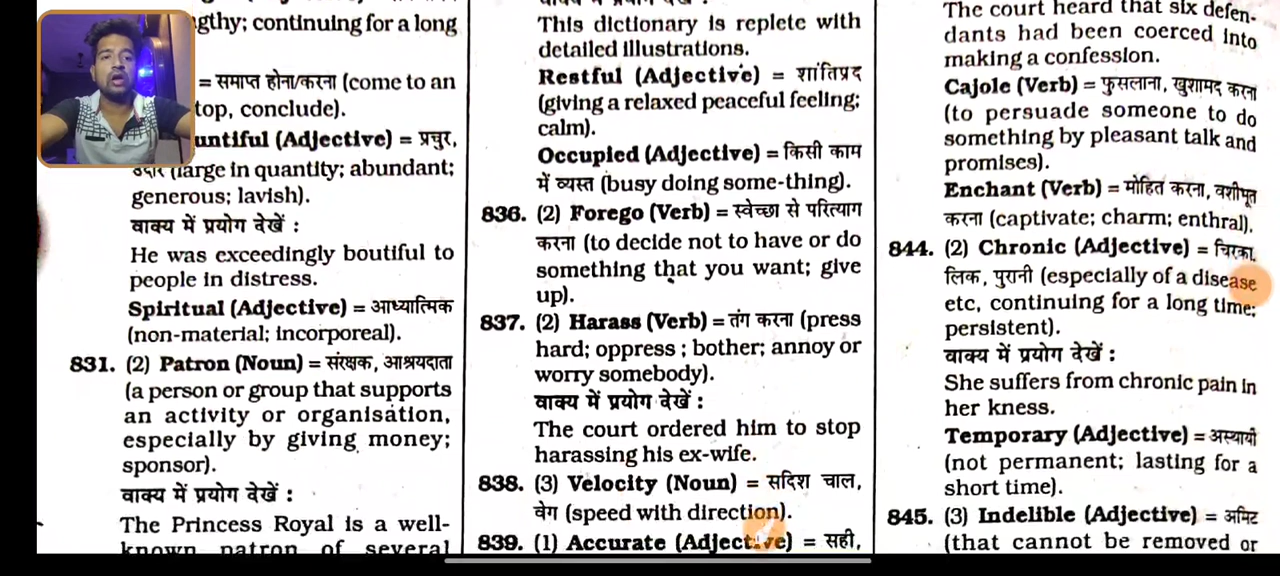 gthy; continuing for a long
= समाप्त होना/करना (come to an
top, conclude).
untiful (Adjective) = प्रचुर,
उदार (large in quantity; abundant;
generous; lavish).
वाक्य में प्रयोग देखें :
He was exceedingly boutiful to
people in distress.
Spiritual (Adjective) = आध्यात्मिक
(non-material; incorporeal).
831. (2) Patron (Noun) = संरक्षक, आश्रयदाता
(a person or group that supports
an activity or organisation,
especially by giving money;
sponsor).
वाक्य में प्रयोग देखें :
The Princess Royal is a well-
known patron of several
This dictionary is replete with
detailed illustrations.
Restful (Adjective) = शांतिप्रद
(giving a relaxed peaceful feeling;
calm).
Occupied (Adjective) = किसी काम
में व्यस्त (busy doing some-thing).
836. (2) Forego (Verb) = स्वेच्छा से परित्याग
करना (to decide not to have or do
something that you want; give
up).
837. (2) Harass (Verb) = तंग करना (press
hard; oppress ; bother; annoy or
worry somebody).
वाक्य में प्रयोग देखें :
The court ordered him to stop
harassing his ex-wife.
838. (3) Velocity (Noun) = सदिश चाल,
वेग (speed with direction).
839. (1) Accurate (Adjective) = सही,
The court heard that six defen-
dants had been coerced into
making a confession.
Cajole (Verb) = फुसलाना, खुशामद करना
(to persuade someone to do
something by pleasant talk and
promises).
Enchant (Verb) = मोहित करना, वशीभूत
करना (captivate; charm; enthral).
844. (2) Chronic (Adjective) = चिरका-
लिक, पुरानी (especially of a disease
etc, continuing for a long time;
persistent).
वाक्य में प्रयोग देखें :
She suffers from chronic pain in
her kness.
Temporary (Adjective) = अस्थायी
(not permanent; lasting for a
short time).
845. (3) Indelible (Adjective) = अमिट
(that cannot be removed or